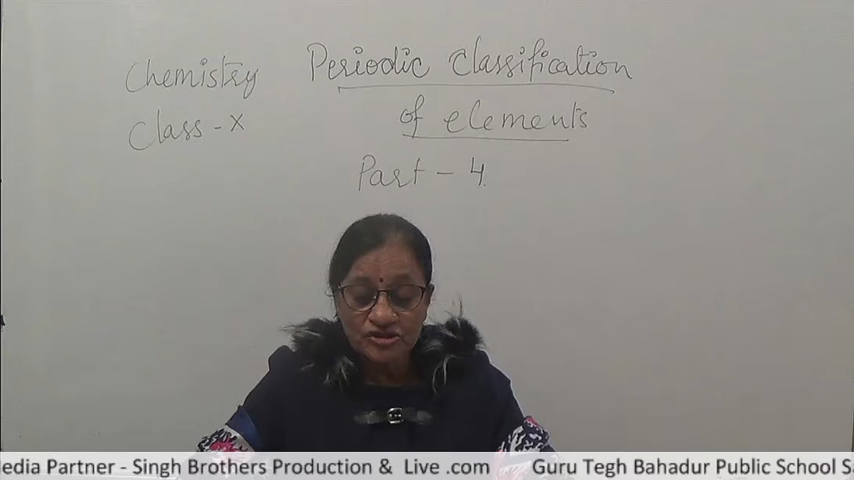 Chemistry
Class - X
Periodic Classification
of elements
Part - 4
Media Partner - Singh Brothers Production & Live .com Guru Tegh Bahadur Public School